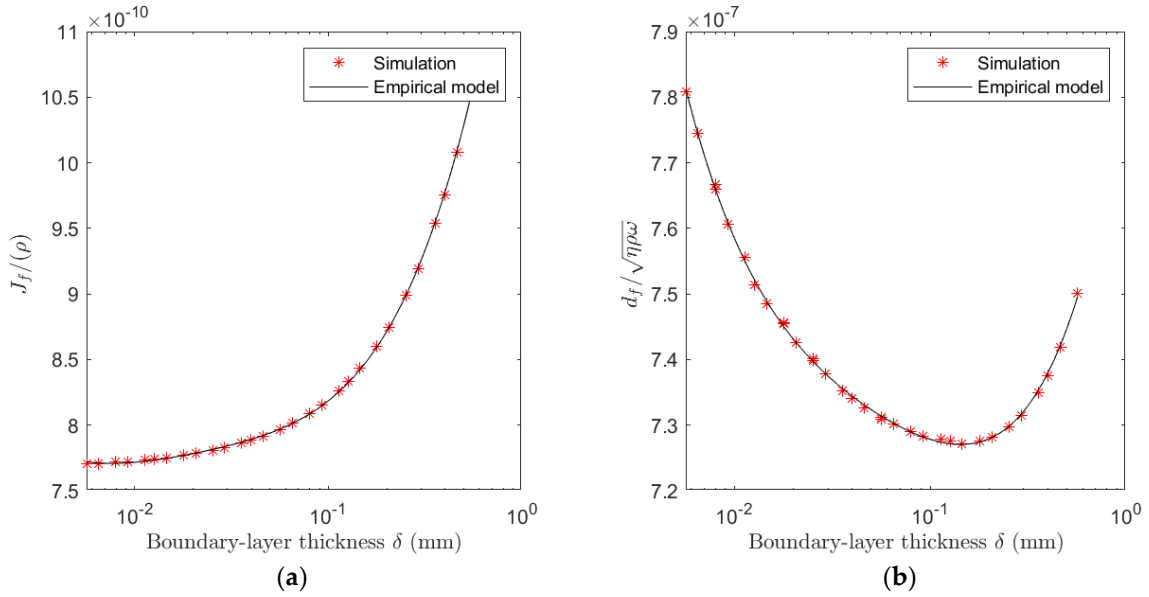 ×10⁻¹⁰
11
10.5
10
9.5
9
8.5
8
7.5
J_f/(ρ)
Simulation
Empirical model
10⁻²
10⁻¹
10⁰
Boundary-layer thickness δ (mm)
(a)
×10⁻⁷
7.9
7.8
7.7
7.6
7.5
7.4
7.3
7.2
d_f/√ηρω
Simulation
Empirical model
10⁻²
10⁻¹
10⁰
Boundary-layer thickness δ (mm)
(b)